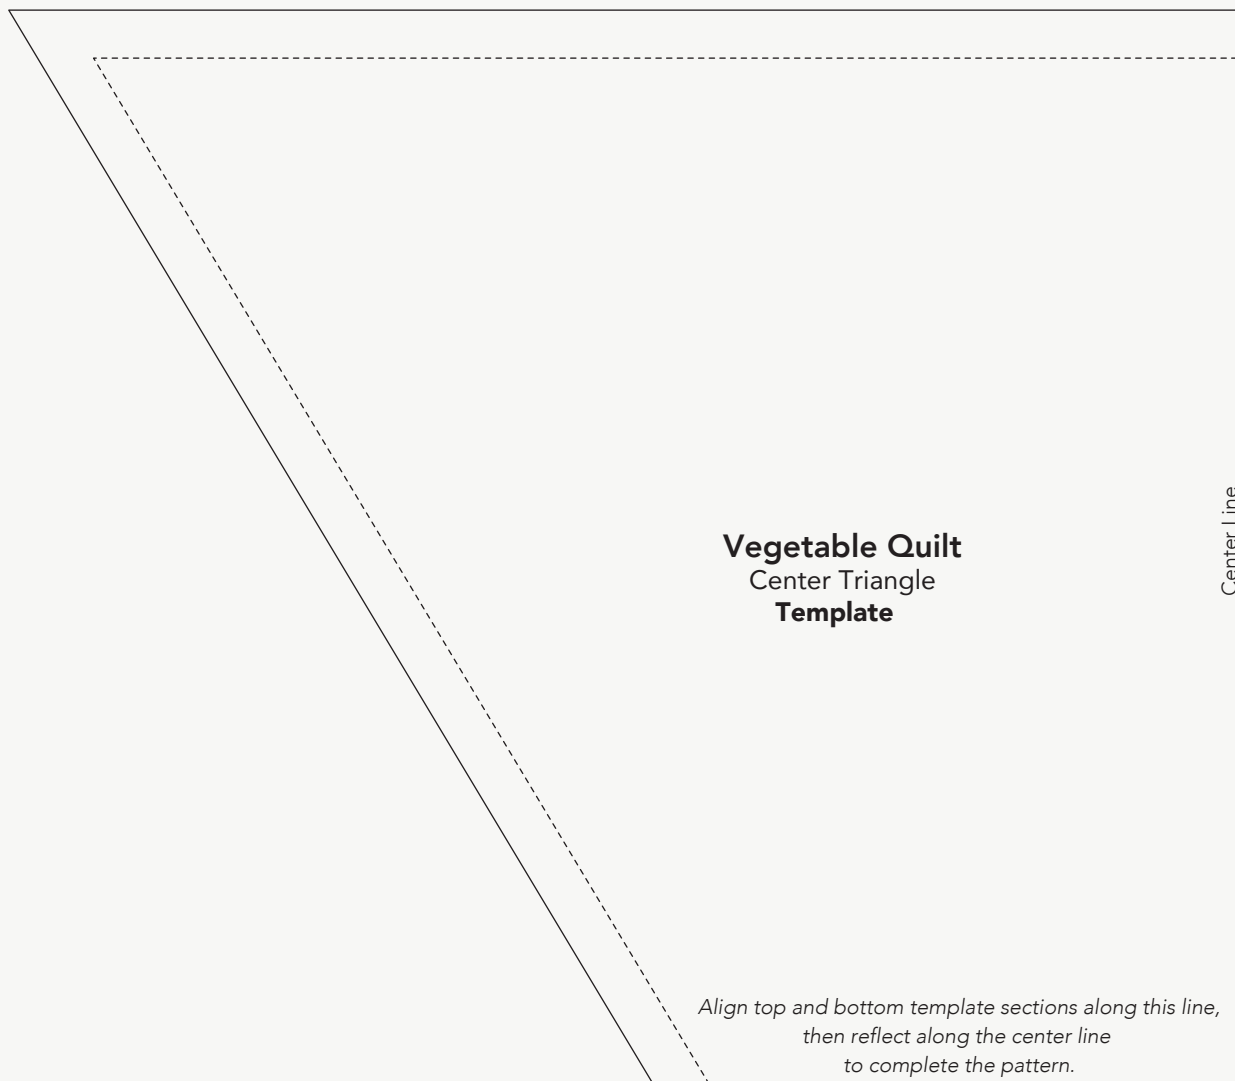 Vegetable Quilt
Center Triangle
Template
Center Line
Align top and bottom template sections along this line,
then reflect along the center line
to complete the pattern.